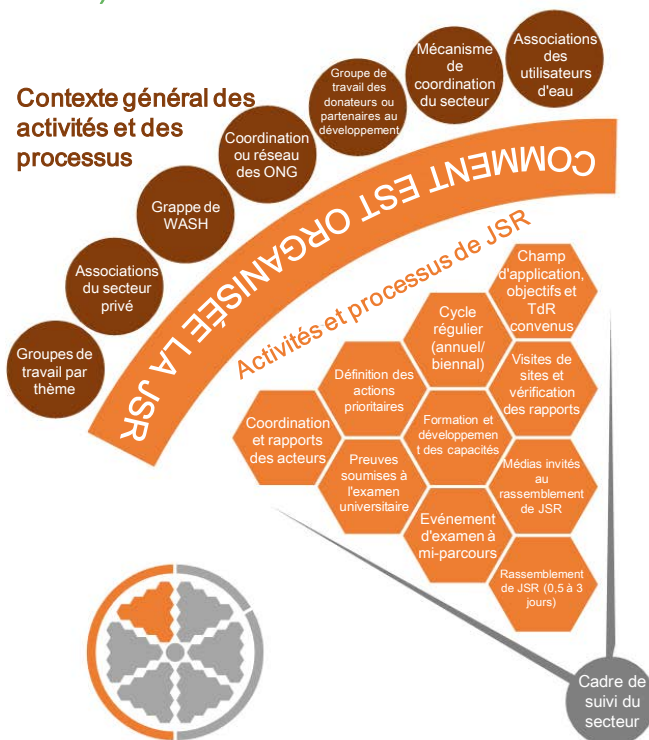 Contexte général des
activités et des
processus
Groupes de
travail par
thème
Associations
du secteur
privé
Grappe de
WASH
Coordination
ou réseau
des ONG
Groupe de
travail des
donateurs ou
partenaires au
développement
Mécanisme
de
coordination
du secteur
Associations
des
utilisateurs
d'eau
COMMENT EST ORGANISÉE LA JSR
Activités et processus de JSR
Champ
d'application,
objectifs et
TdR
convenus
Cycle
régulier
(annuel/
biennal)
Visites de
sites et
vérification
des rapports
Définition des
actions
prioritaires
Formation et
développemen
t des capacités
Coordination
et rapports
des acteurs
Preuves
soumises à
l'examen
universitaire
Médias invités
au
rassemblement
de JSR
Evénement
d'examen à
mi-parcours
Rassemblement
de JSR (0,5 à 3
jours)
Cadre de
suivi du
secteur